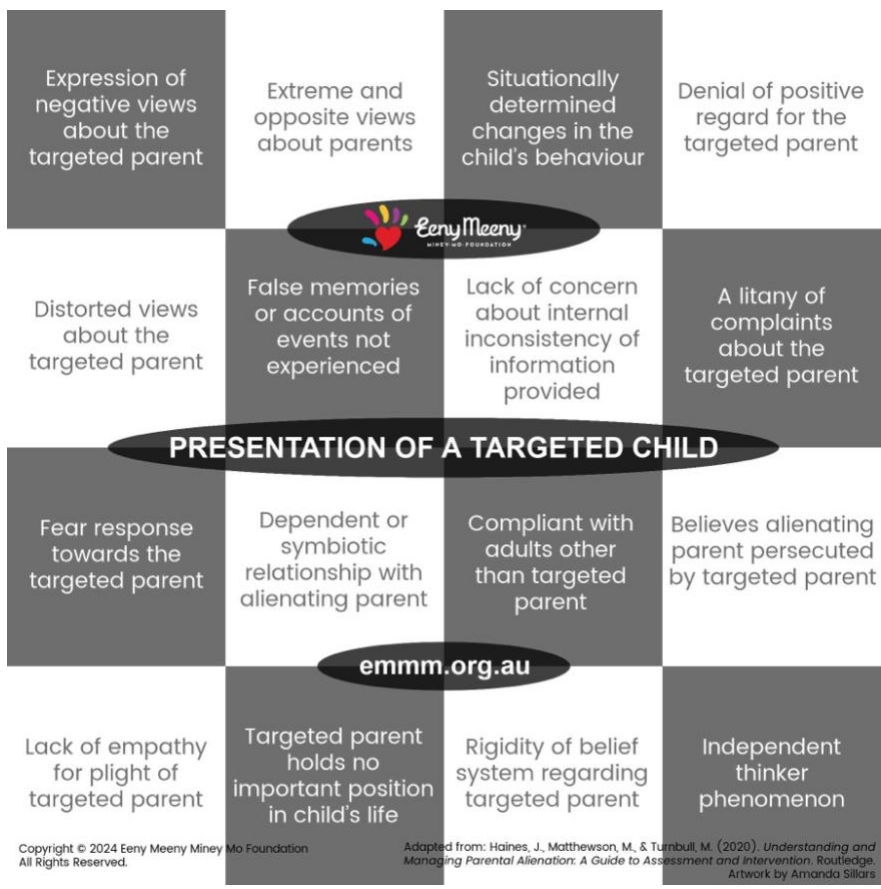 Expression of
negative views
about the
targeted parent
Extreme and
opposite views
about parents
Situationally
determined
changes in the
child's behaviour
Denial of positive
regard for the
targeted parent
Eeny Meeny®
MINEY-MO-FOUNDATION
Distorted views
about the
targeted parent
False memories
or accounts of
events not
experienced
Lack of concern
about internal
inconsistency of
information
provided
A litany of
complaints
about the
targeted parent
PRESENTATION OF A TARGETED CHILD
Fear response
towards the
targeted parent
Dependent or
symbiotic
relationship with
alienating parent
Compliant with
adults other
than targeted
parent
Believes alienating
parent persecuted
by targeted parent
emmm.org.au
Lack of empathy
for plight of
targeted parent
Targeted parent
holds no
important position
in child's life
Rigidity of belief
system regarding
targeted parent
Independent
thinker
phenomenon
Copyright © 2024 Eeny Meeny Miney Mo Foundation
All Rights Reserved.
Adapted from: Haines, J., Matthewson, M., & Turnbull, M. (2020). Understanding and
Managing Parental Alienation: A Guide to Assessment and Intervention. Routledge.
Artwork by Amanda Sillars